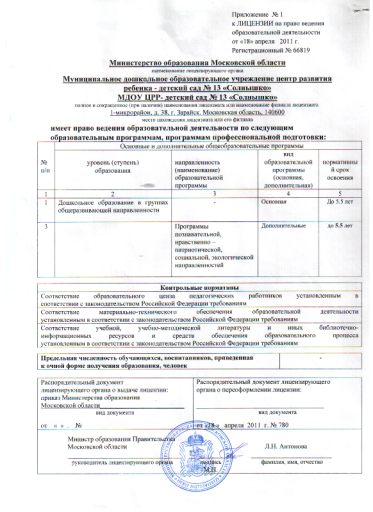 Приложение № 1
к ЛИЦЕНЗИИ на право ведения
образовательной деятельности
от «18» апреля 2011 г.
Регистрационный № 66819
Министерство образования Московской области
наименование лицензирующего органа
Муниципальное дошкольное образовательное учреждение центр развития
ребенка - детский сад № 13 «Солнышко»
МДОУ ЦРР- детский сад № 13 «Солнышко»
полное и сокращенное (при наличии) наименования лицензиата или наименование филиала лицензиата
1-микрорайон, д. 38, г. Зарайск, Московская область, 140600
место нахождения лицензиата или его филиала
имеет право ведения образовательной деятельности по следующим
образовательным программам, программам профессиональной подготовки:
Основные и дополнительные общеобразовательные программы
№ п/п
уровень (ступень) образования
направленность (наименование) образовательной программы
вид образовательной программы (основная, дополнительная)
нормативный срок освоения
1 2 3 4 5
1 Дошкольное образование в группах - Основная До 5.5 лет
общеразвивающей направленности
3 Программы Дополнительные до 5.5 лет
познавательной,
нравственно –
патриотической,
социальной, экологической
направленностей
Контрольные нормативы
Соответствие образовательного ценза педагогических работников установленным в
соответствии с законодательством Российской Федерации требованиям
Соответствие материально-технического обеспечения образовательной деятельности
установленным в соответствии с законодательством Российской Федерации требованиям
Соответствие учебной, учебно-методической литературы и иных библиотечно-
информационных ресурсов и средств обеспечения образовательного процесса
установленным в соответствии с законодательством Российской Федерации требованиям
Предельная численность обучающихся, воспитанников, приведенная -
к очной форме получения образования, человек
Распорядительный документ
лицензирующего органа о выдаче лицензии:
приказ Министерства образования
Московской области
вид документа
от « » . №
Распорядительный документ лицензирующего
органа о переоформлении лицензии:
вид документа
от «18 » апреля 2011 г. № 780
Министр образования Правительства
Московской области Л.Н. Антонова
руководитель лицензирующего органа подпись фамилия, имя, отчество
М.П.